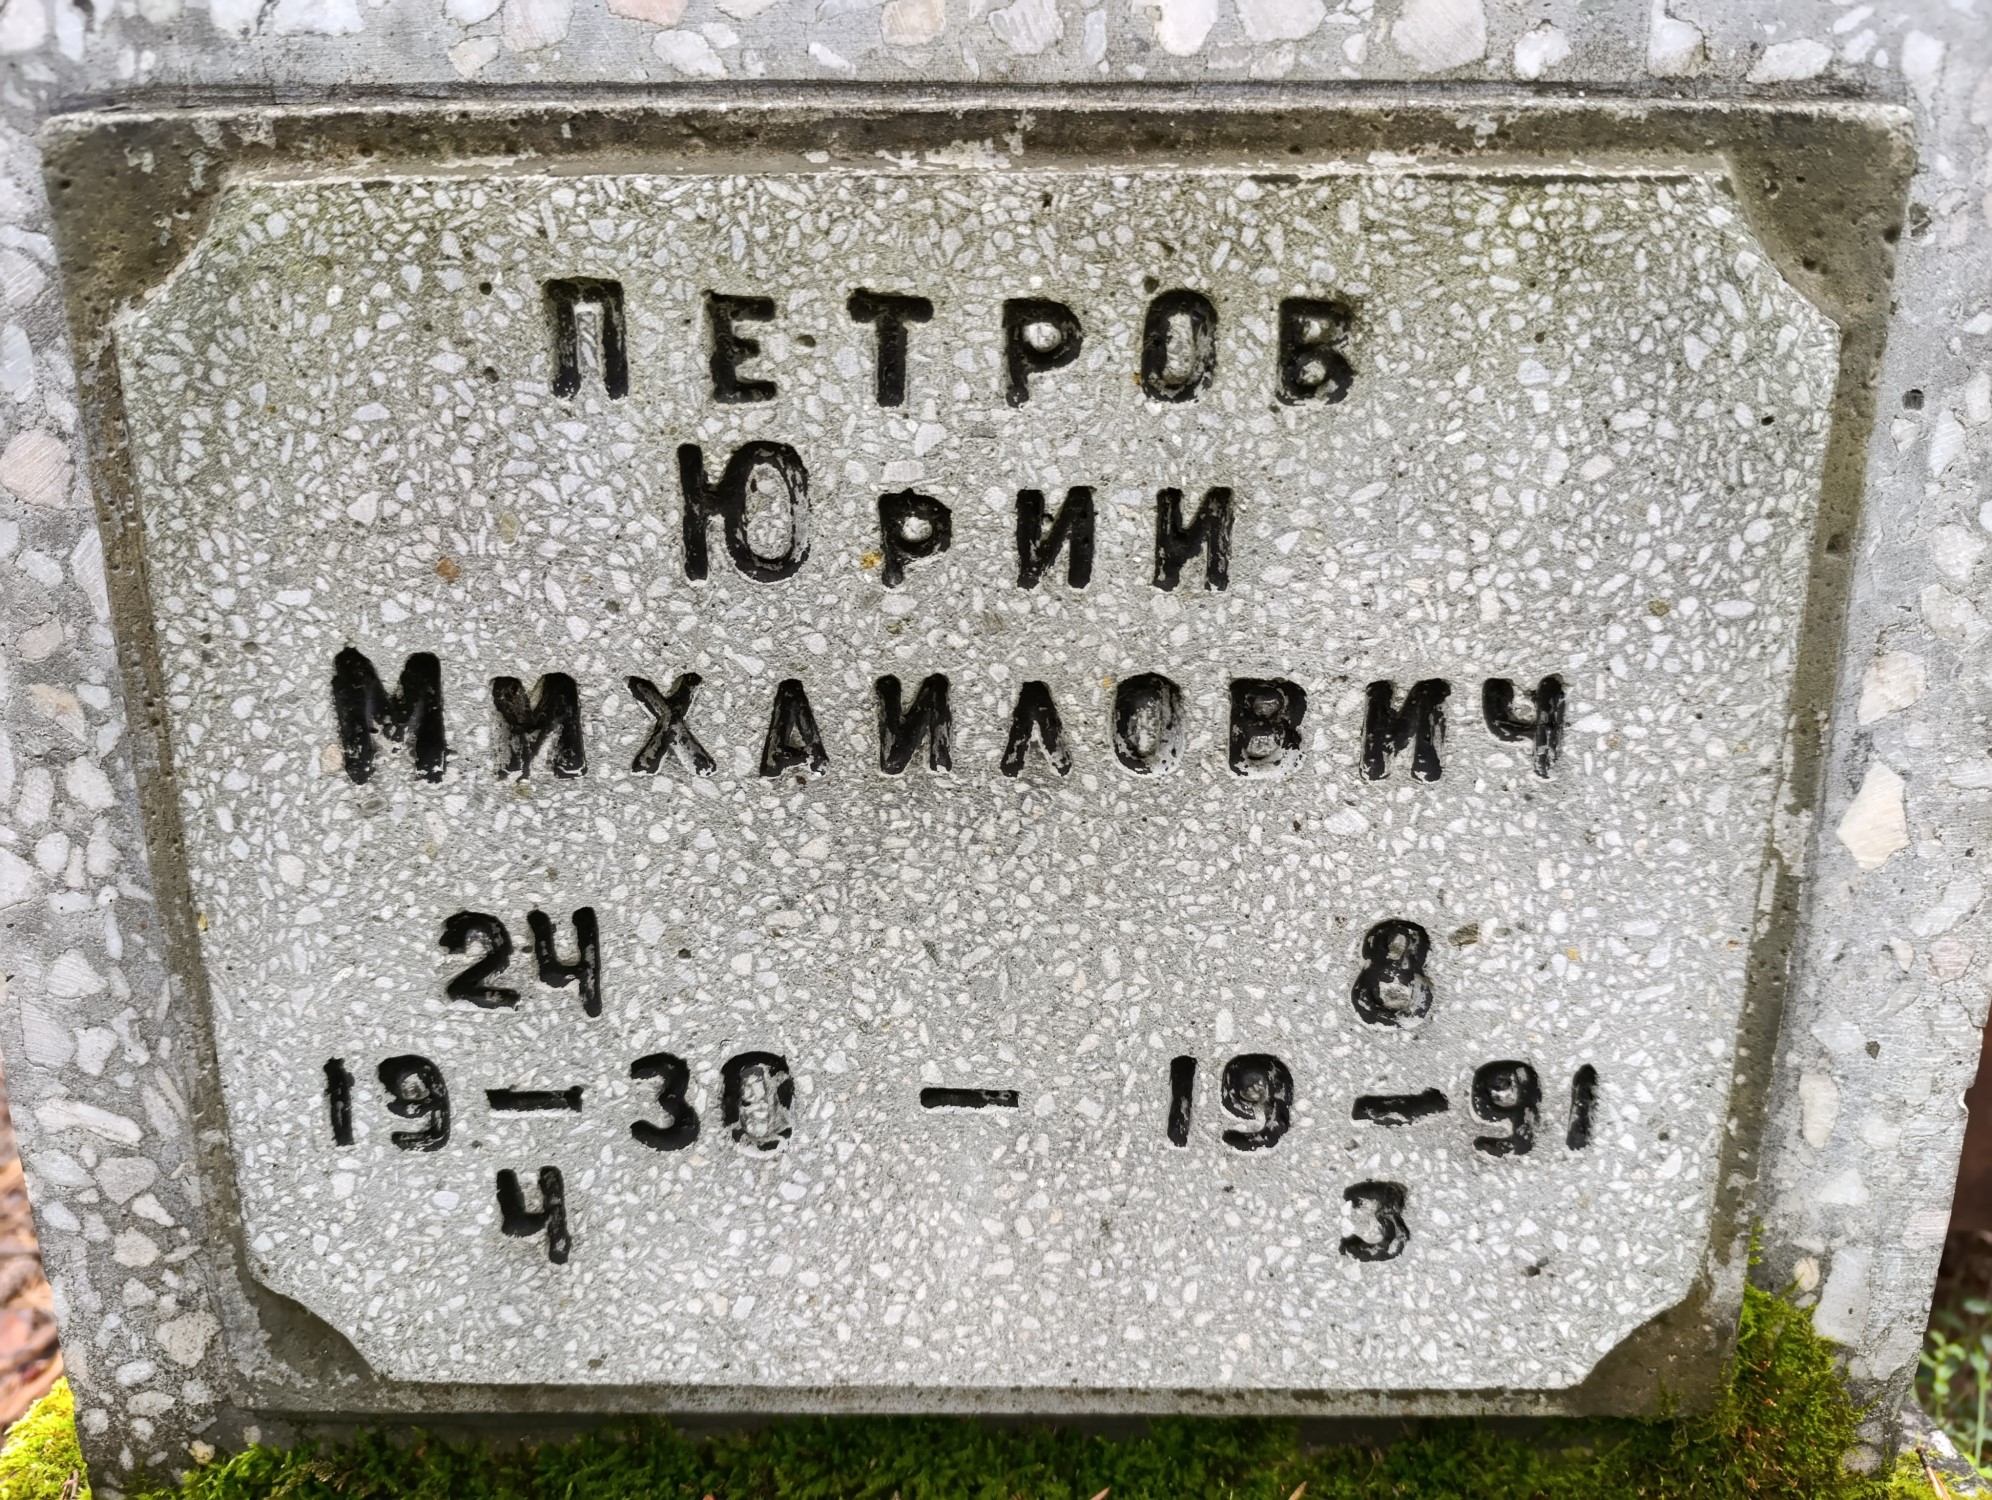 ПЕТРОВ
Юрии
Михаилович
24 8
19 — 30 — 19 — 91
4 3